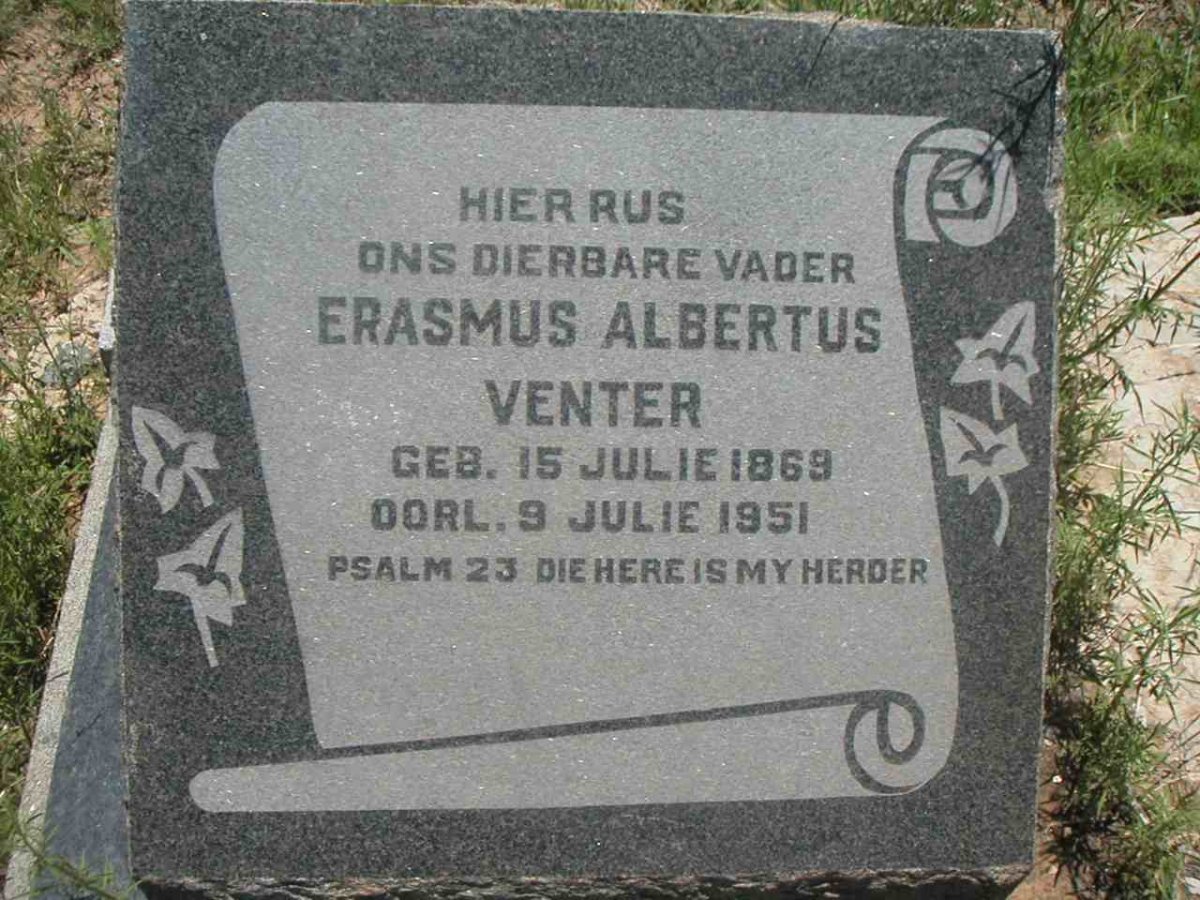 HIER RUS
ONS DIERBARE VADER
ERASMUS ALBERTUS
VENTER
GEB. 15 JULIE 1869
OORL. 9 JULIE 1951
PSALM 23 DIE HERE IS MY HERDER